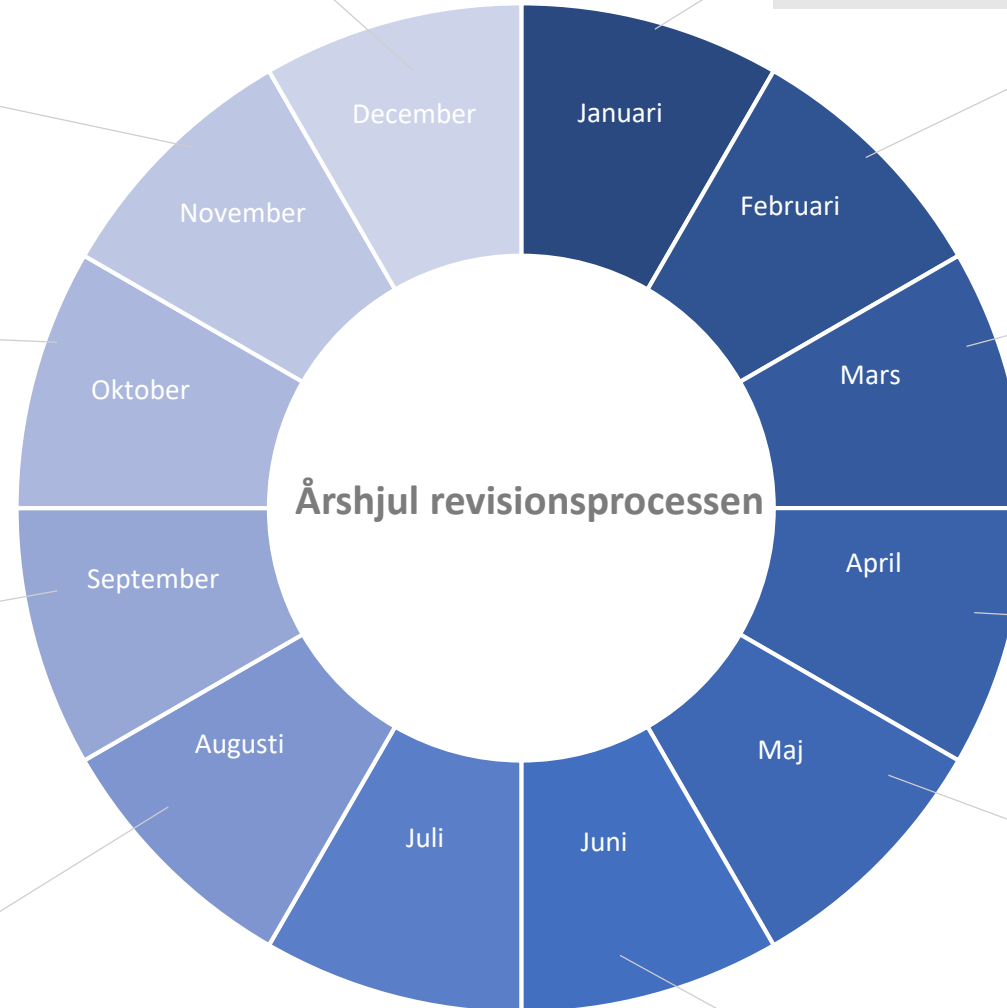 Januari
Februari
Mars
April
Maj
Juni
Juli
Augusti
September
Oktober
November
December
Årshjul revisionsprocessen